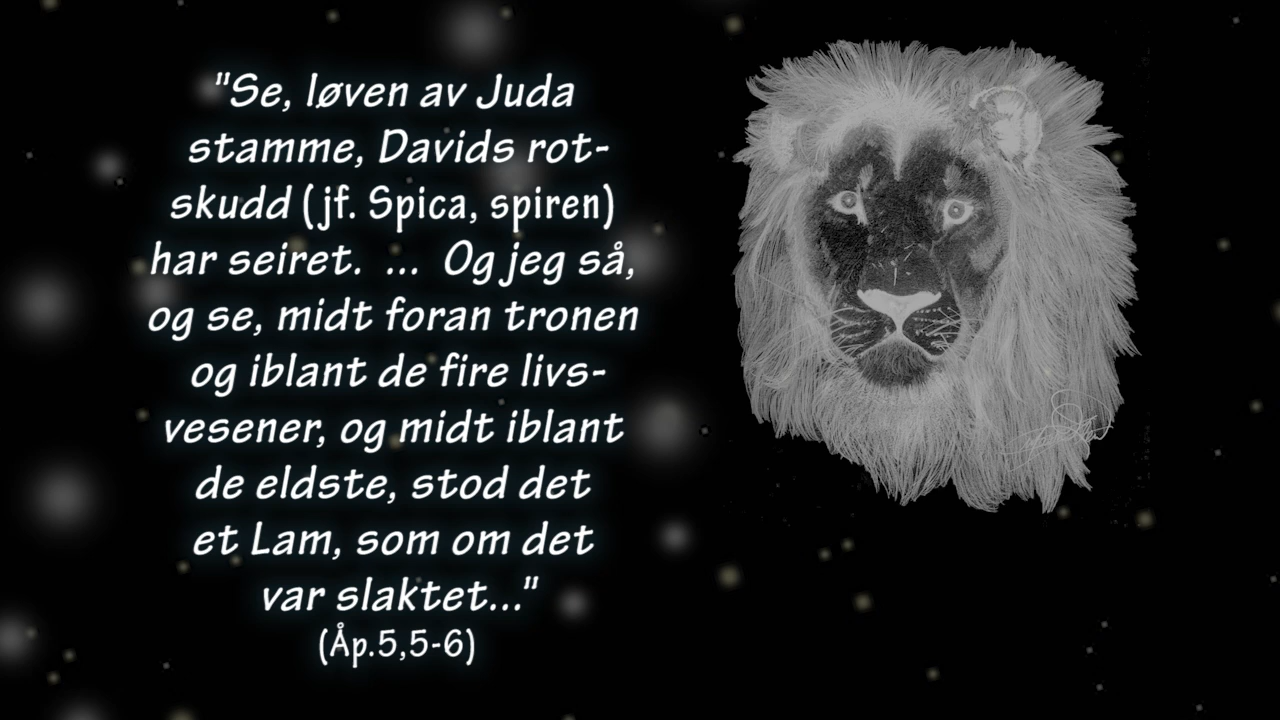 "Se, løven av Juda
stamme, Davids rot-
skudd (jf. Spica, spiren)
har seiret.  ...  Og jeg så,
og se, midt foran tronen
og iblant de fire livs-
vesener, og midt iblant
de eldste, stod det
et Lam, som om det
var slaktet..."
(Åp.5,5-6)